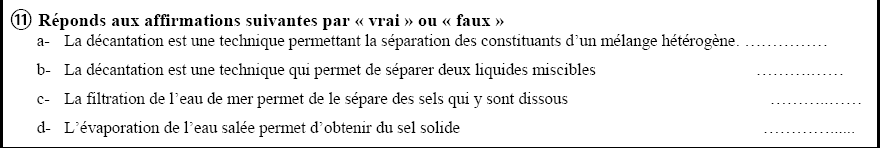 ⑪ Réponds aux affirmations suivantes par « vrai » ou « faux »
a- La décantation est une technique permettant la séparation des constituants d’un mélange hétérogène. ……………
b- La décantation est une technique qui permet de séparer deux liquides miscibles ……………
c- La filtration de l’eau de mer permet de le sépare des sels qui y sont dissous ……………
d- L’évaporation de l’eau salée permet d’obtenir du sel solide ……………